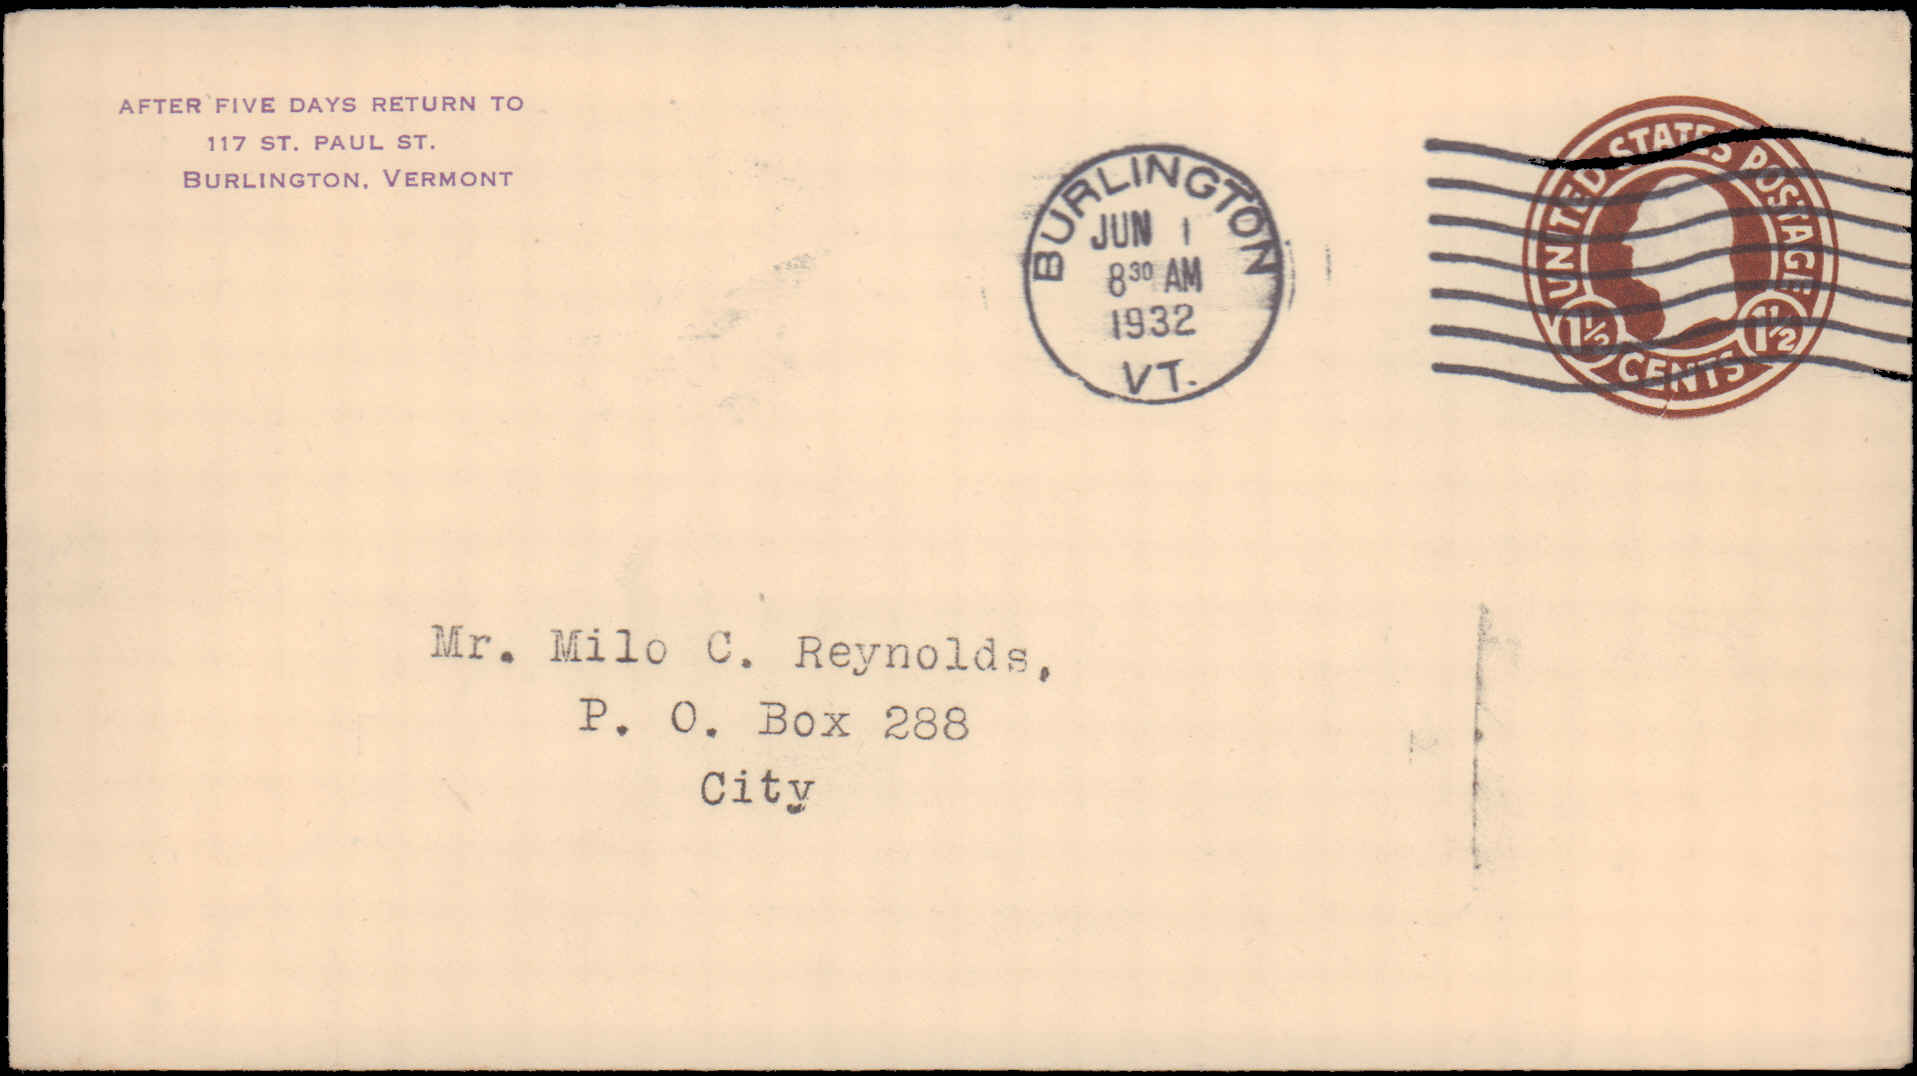 AFTER FIVE DAYS RETURN TO
117 ST. PAUL ST.
BURLINGTON, VERMONT
BURLINGTON
JUN 1
8 30 AM
1932
VT.
UNITED STATES POSTAGE
1½ 1½
CENTS
Mr. Milo C. Reynolds,
P. O. Box 288
City